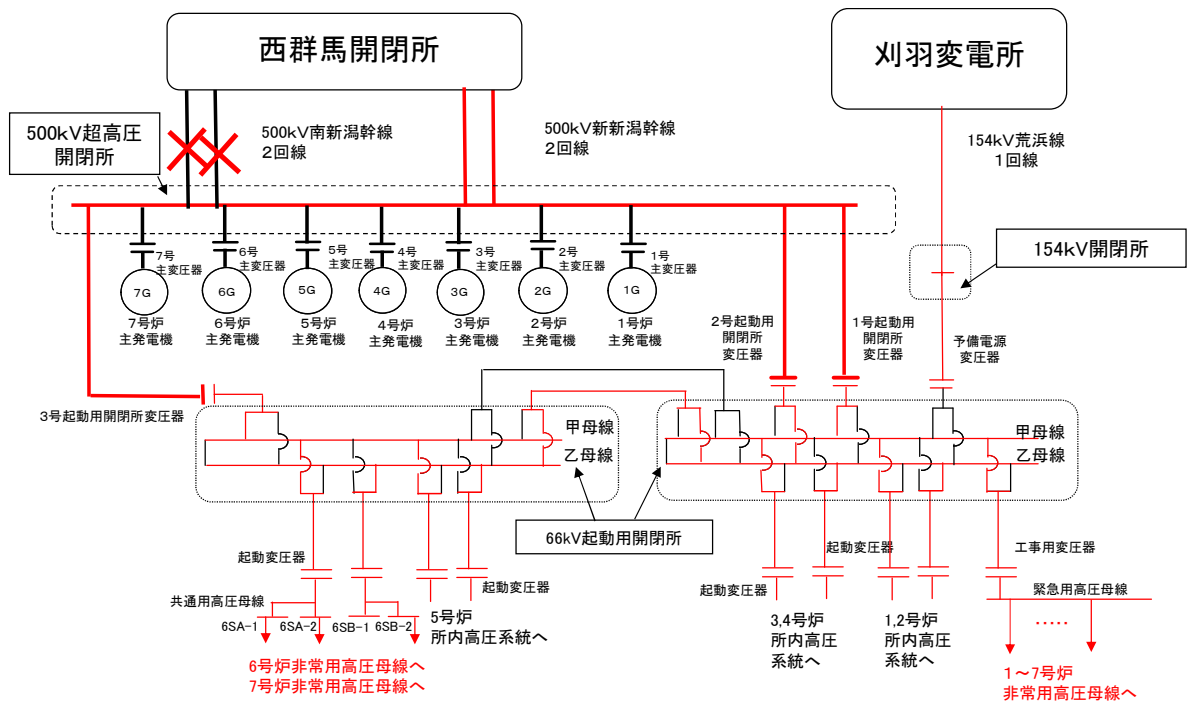 西群馬開閉所
刈羽変電所
500kV超高圧
開閉所
500kV南新潟幹線
2回線
500kV新新潟幹線
2回線
154kV荒浜線
1回線
154kV開閉所
7号
主変圧器
6号
主変圧器
5号
主変圧器
4号
主変圧器
3号
主変圧器
2号
主変圧器
1号
主変圧器
7G
6G
5G
4G
3G
2G
1G
7号炉
主発電機
6号炉
主発電機
5号炉
主発電機
4号炉
主発電機
3号炉
主発電機
2号炉
主発電機
1号炉
主発電機
2号起動用
開閉所
変圧器
1号起動用
開閉所
変圧器
予備電源
変圧器
3号起動用開閉所変圧器
甲母線
乙母線
甲母線
乙母線
66kV起動用開閉所
起動変圧器
起動変圧器
起動変圧器
起動変圧器
工事用変圧器
共通用高圧母線
緊急用高圧母線
6SA-1
6SA-2
6SB-1
6SB-2
5号炉
所内高圧系統へ
3,4号炉
所内高圧
系統へ
1,2号炉
所内高圧
系統へ
・・・・・
6号炉非常用高圧母線へ
7号炉非常用高圧母線へ
1～7号炉
非常用高圧母線へ